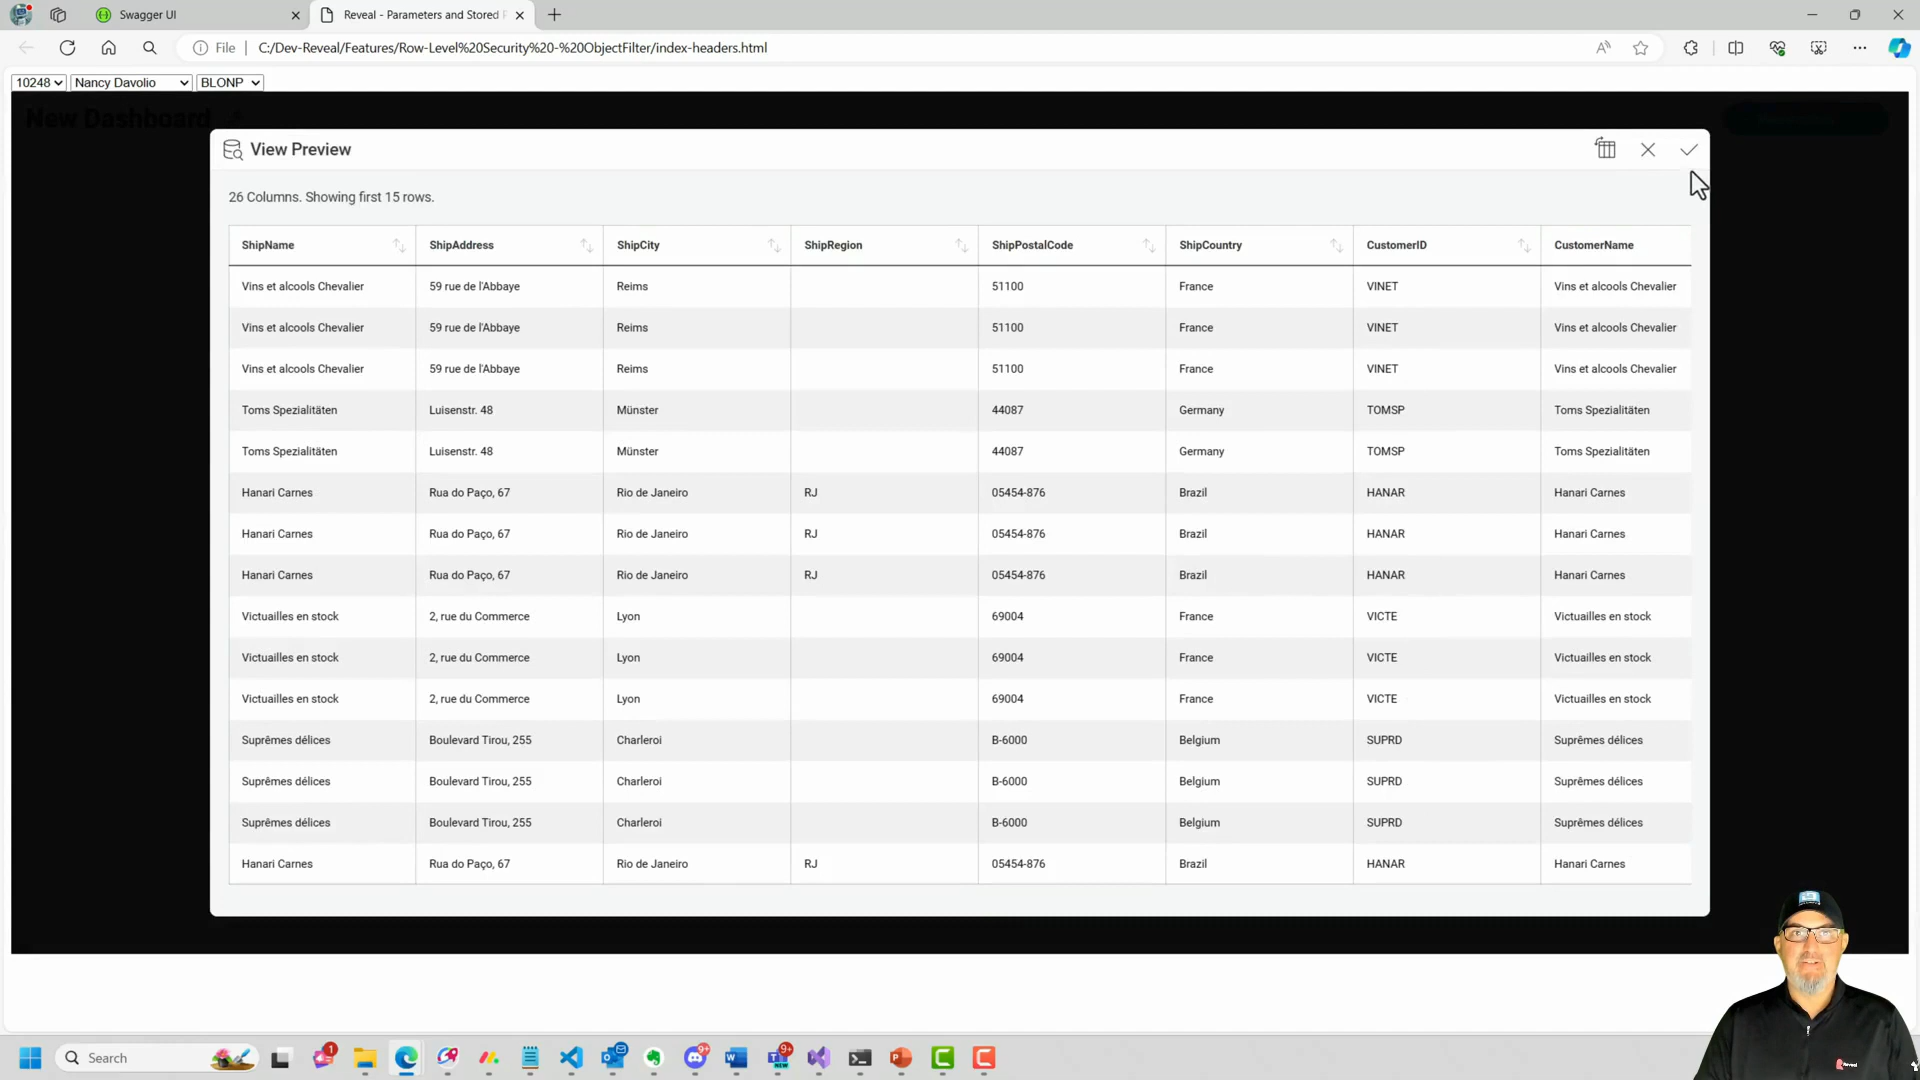 Swagger UI
Reveal - Parameters and Stored
File
C:/Dev-Reveal/Features/Row-Level%20Security%20-%20ObjectFilter/index-headers.html
10248 Nancy Davolio BLONP
New Dashboard
View Preview
26 Columns. Showing first 15 rows.
ShipName ShipAddress ShipCity ShipRegion ShipPostalCode ShipCountry CustomerID CustomerName
Vins et alcools Chevalier 59 rue de l'Abbaye Reims 51100 France VINET Vins et alcools Chevalier
Vins et alcools Chevalier 59 rue de l'Abbaye Reims 51100 France VINET Vins et alcools Chevalier
Vins et alcools Chevalier 59 rue de l'Abbaye Reims 51100 France VINET Vins et alcools Chevalier
Toms Spezialitäten Luisenstr. 48 Münster 44087 Germany TOMSP Toms Spezialitäten
Toms Spezialitäten Luisenstr. 48 Münster 44087 Germany TOMSP Toms Spezialitäten
Hanari Carnes Rua do Paço, 67 Rio de Janeiro RJ 05454-876 Brazil HANAR Hanari Carnes
Hanari Carnes Rua do Paço, 67 Rio de Janeiro RJ 05454-876 Brazil HANAR Hanari Carnes
Hanari Carnes Rua do Paço, 67 Rio de Janeiro RJ 05454-876 Brazil HANAR Hanari Carnes
Victuailles en stock 2, rue du Commerce Lyon 69004 France VICTE Victuailles en stock
Victuailles en stock 2, rue du Commerce Lyon 69004 France VICTE Victuailles en stock
Victuailles en stock 2, rue du Commerce Lyon 69004 France VICTE Victuailles en stock
Suprêmes délices Boulevard Tirou, 255 Charleroi B-6000 Belgium SUPRD Suprêmes délices
Suprêmes délices Boulevard Tirou, 255 Charleroi B-6000 Belgium SUPRD Suprêmes délices
Suprêmes délices Boulevard Tirou, 255 Charleroi B-6000 Belgium SUPRD Suprêmes délices
Hanari Carnes Rua do Paço, 67 Rio de Janeiro RJ 05454-876 Brazil HANAR Hanari Carnes
Search
1
9+
9+
NEW
Reveal